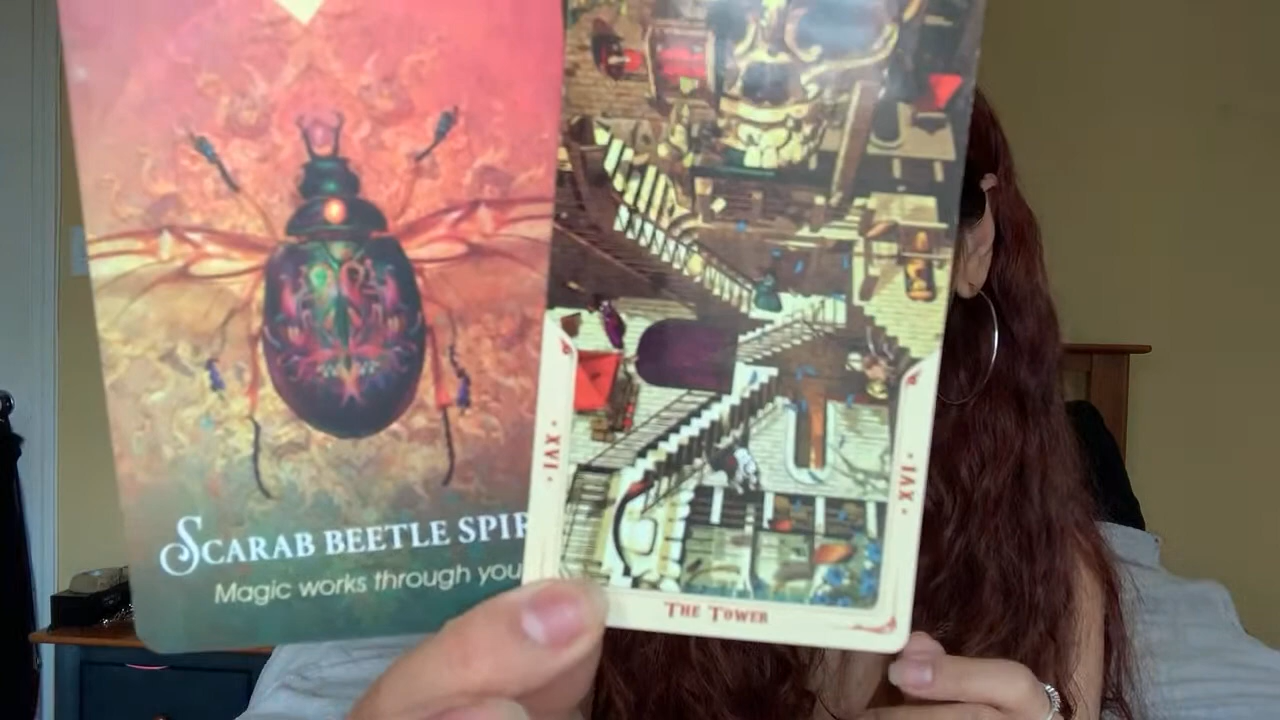 SCARAB BEETLE SPIR
Magic works through you
XVI
XVI
THE TOWER